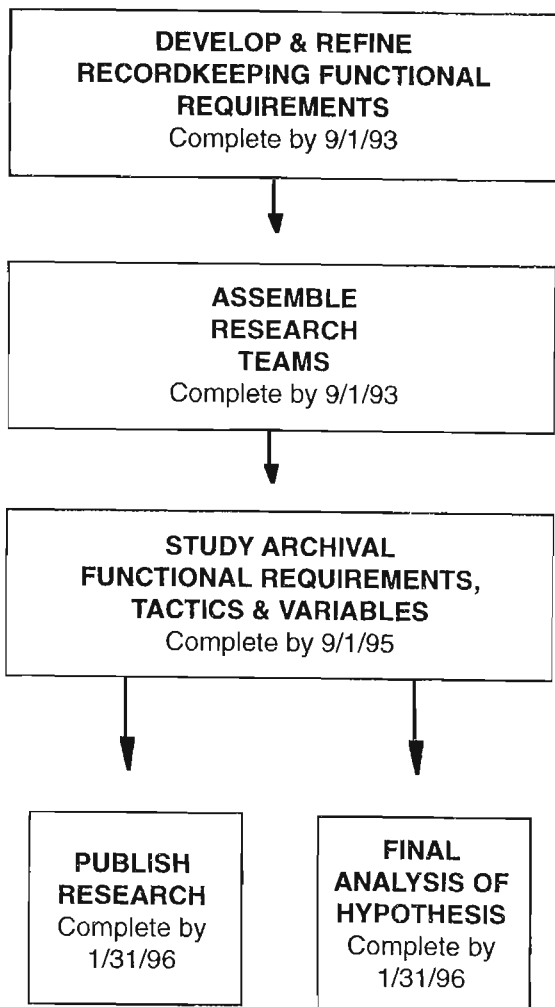 DEVELOP & REFINE
RECORDKEEPING FUNCTIONAL
REQUIREMENTS
Complete by 9/1/93
ASSEMBLE
RESEARCH
TEAMS
Complete by 9/1/93
STUDY ARCHIVAL
FUNCTIONAL REQUIREMENTS,
TACTICS & VARIABLES
Complete by 9/1/95
PUBLISH
RESEARCH
Complete by
1/31/96
FINAL
ANALYSIS OF
HYPOTHESIS
Complete by
1/31/96